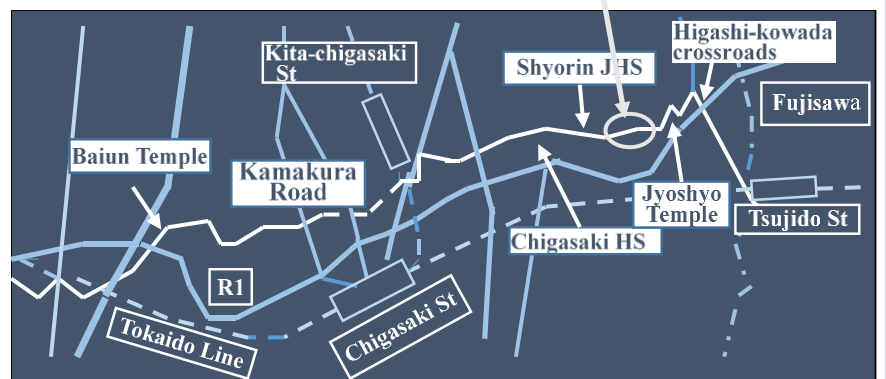 Higashi-kowada
crossroads
Kita-chigasaki
St
Shyorin JHS
Fujisawa
Baiun Temple
Kamakura
Road
Jyoshyo
Temple
Tsujido St
Chigasaki HS
R1
Chigasaki St
Tokaido Line